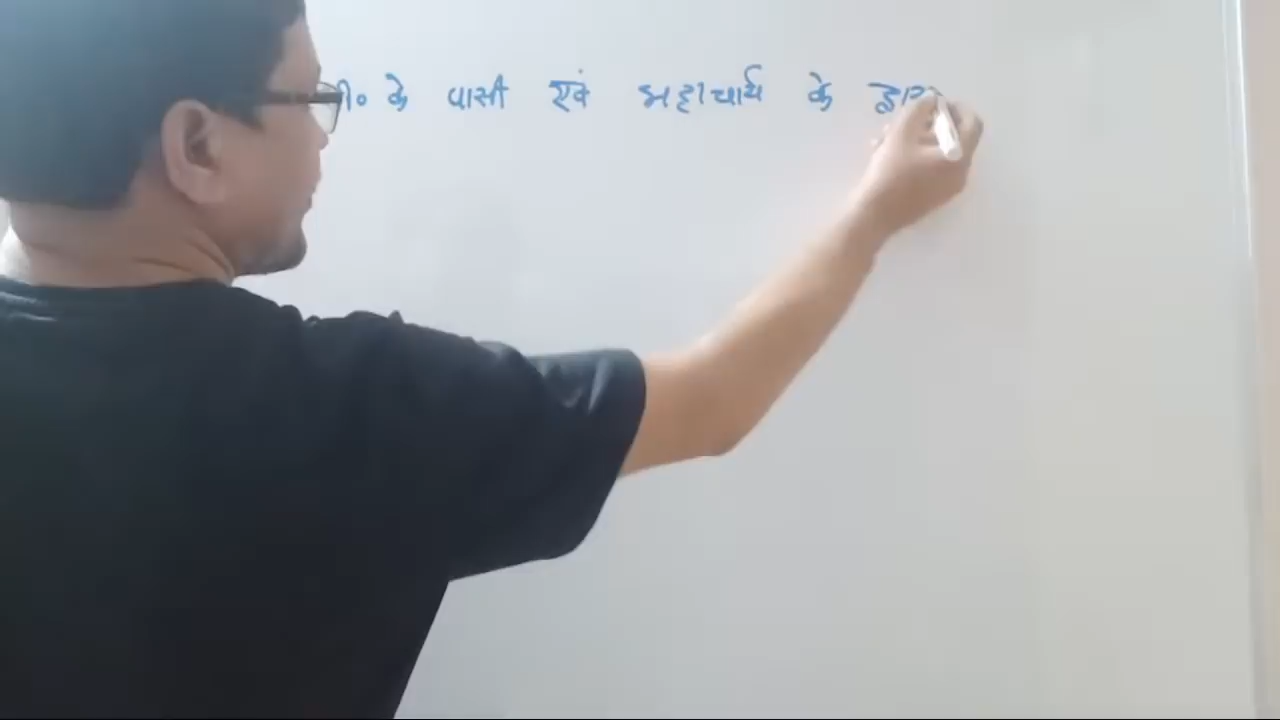 पी० के पासी एवं भट्टाचार्य के द्वारा